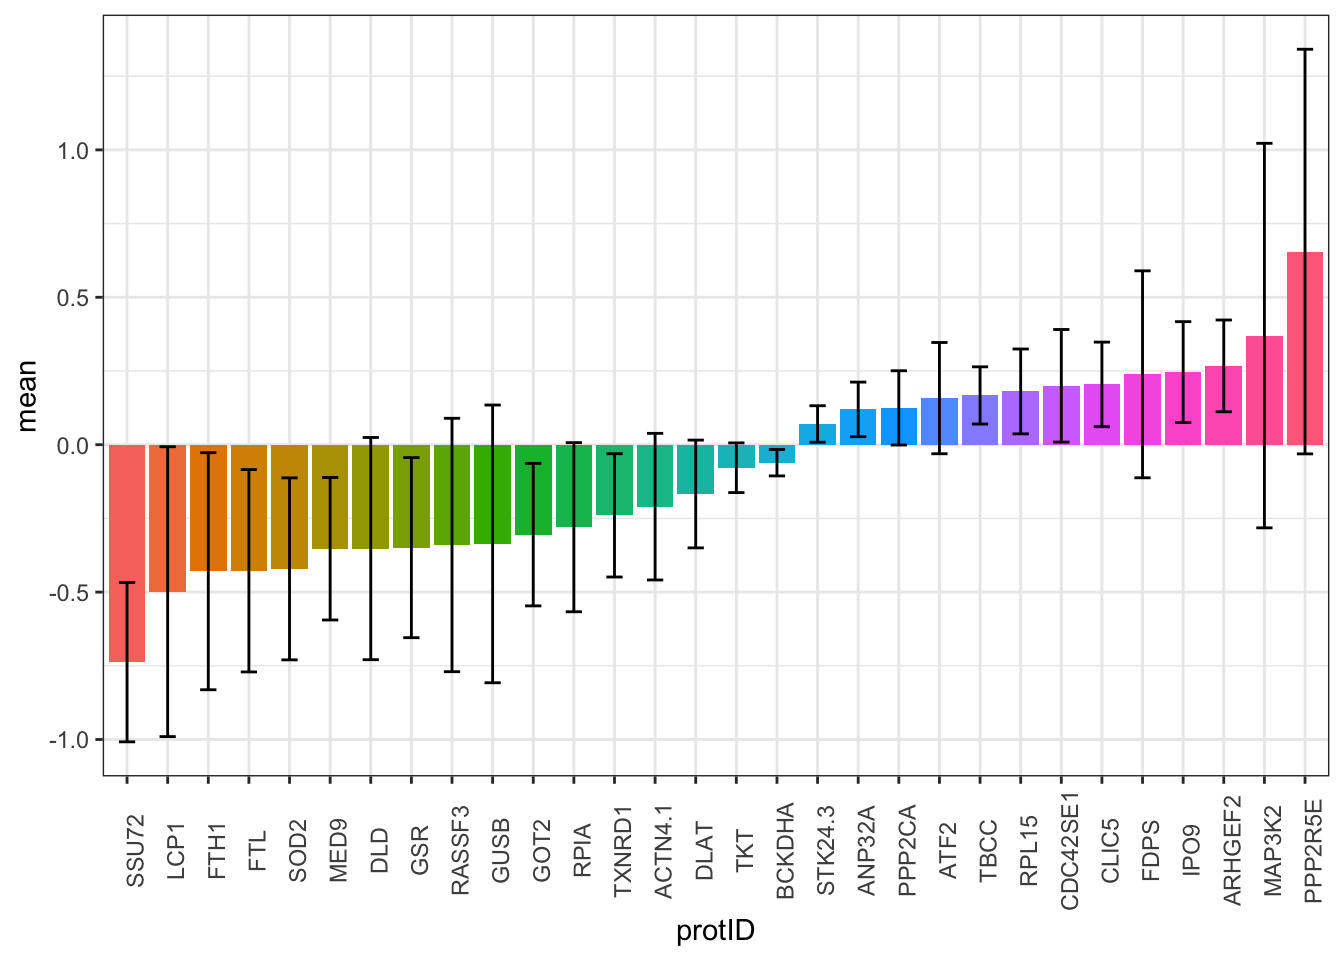 mean
1.0
0.5
0.0
-0.5
-1.0
SSU72
LCP1
FTH1
FTL
SOD2
MED9
DLD
GSR
RASSF3
GUSB
GOT2
RPIA
TXNRD1
ACTN4.1
DLAT
TKT
BCKDHA
STK24.3
ANP32A
PPP2CA
ATF2
TBCC
RPL15
CDC42SE1
CLIC5
FDPS
IPO9
ARHGEF2
MAP3K2
PPP2R5E
protID